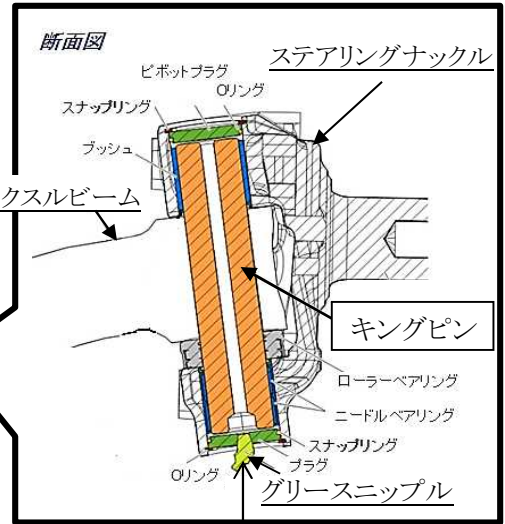 断面図
ステアリングナックル
ピボットプラグ
Oリング
スナップリング
ブッシュ
クスルビーム
キングピン
ローラーベアリング
ニードルベアリング
スナップリング
プラグ
Oリング
グリースニップル